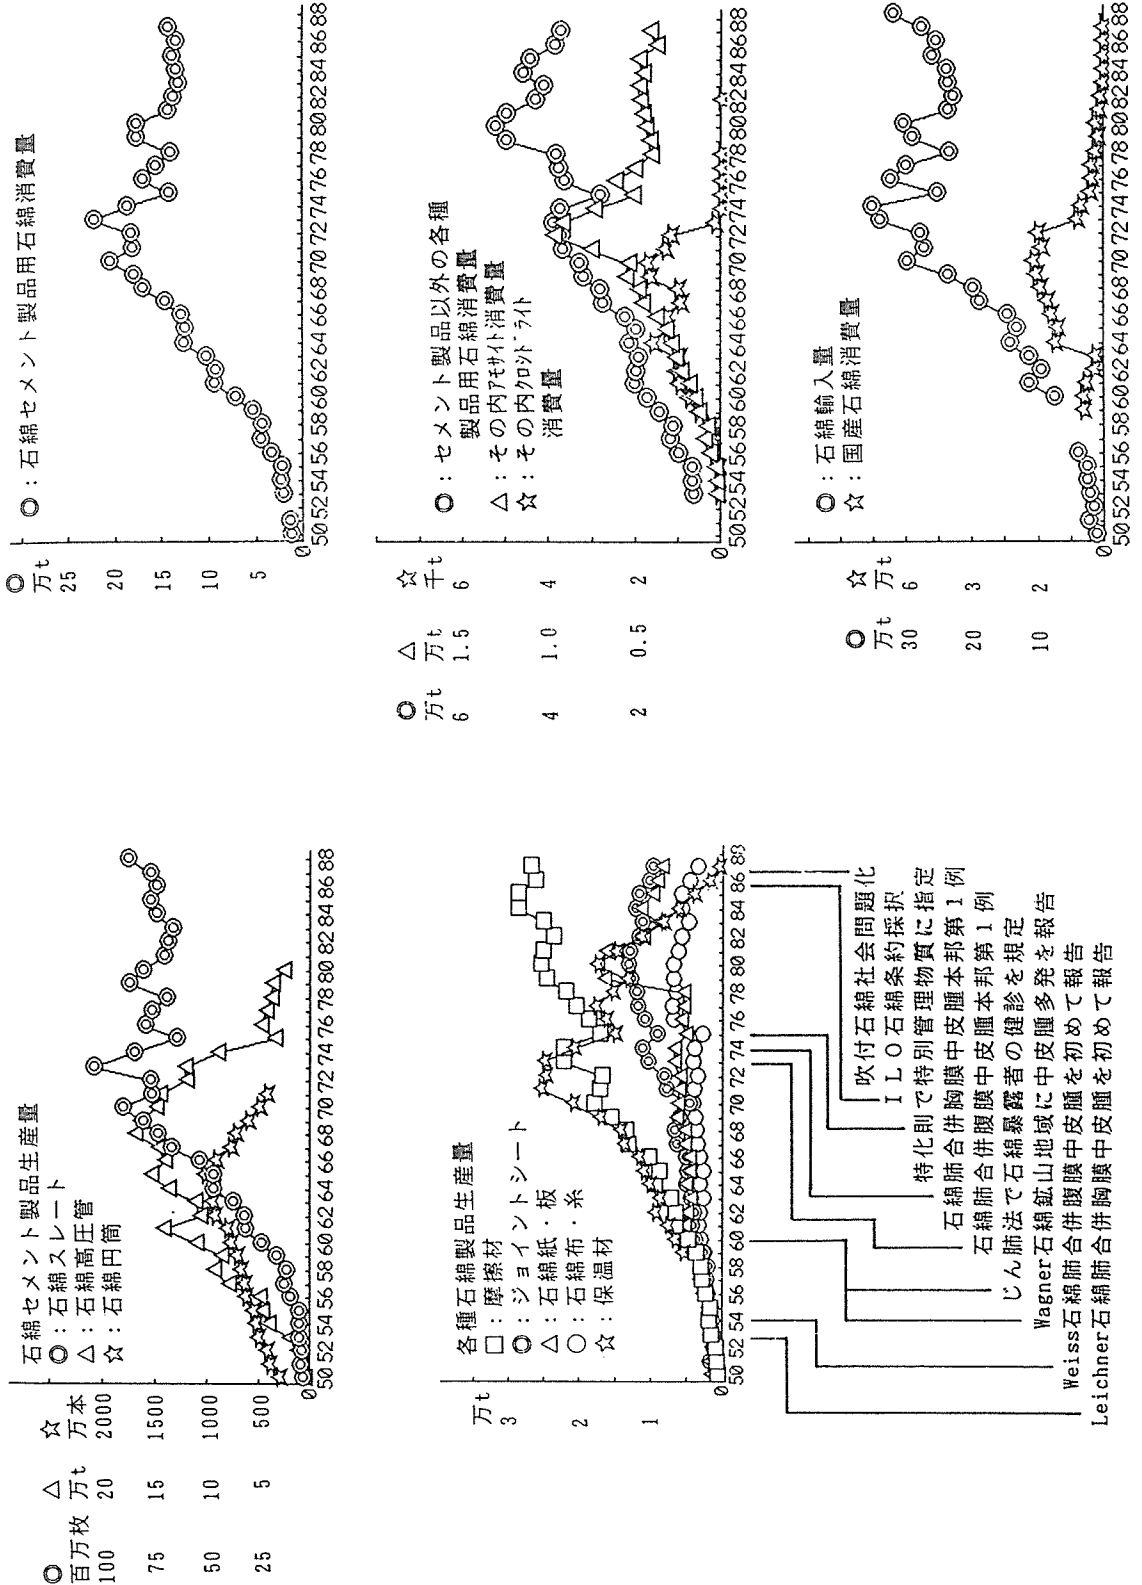 ◎ △ ☆
百万枚 万t 万本
100 20 2000
75 15 1500
50 10 1000
25 5 500
0
石綿セメント製品生産量
◎：石綿スレート
△：石綿高圧管
☆：石綿円筒
50 52 54 56 58 60 62 64 66 68 70 72 74 76 78 80 82 84 86 88
◎
万t
25
20
15
10
5
0
◎：石綿セメント製品用石綿消費量
50 52 54 56 58 60 62 64 66 68 70 72 74 76 78 80 82 84 86 88
万t
3
2
1
0
各種石綿製品生産量
□：摩擦材
◎：ジョイントシート
△：石綿紙・板
○：石綿布・糸
☆：保温材
50 52 54 56 58 60 62 64 66 68 70 72 74 76 78 80 82 84 86 88
吹付石綿社会問題化
ＩＬＯ石綿条約採択
特化則で特別管理物質に指定
石綿肺合併胸膜中皮腫本邦第１例
石綿肺合併腹膜中皮腫本邦第１例
じん肺法で石綿暴露者の健診を規定
Wagner石綿鉱山地域に中皮腫多発を報告
Weiss石綿肺合併腹膜中皮腫を初めて報告
Leichner石綿肺合併胸膜中皮腫を初めて報告
◎ △ ☆
万t 万t 千t
6 1.5 6
4 1.0 4
2 0.5 2
0
◎：セメント製品以外の各種
製品用石綿消費量
△：その内ｱﾓｻｲﾄ消費量
☆：その内ｸﾛｼﾄﾞﾗｲﾄ
消費量
50 52 54 56 58 60 62 64 66 68 70 72 74 76 78 80 82 84 86 88
◎ ☆
万t 万t
30 6
20 3
10 2
0
◎：石綿輸入量
☆：国産石綿消費量
50 52 54 56 58 60 62 64 66 68 70 72 74 76 78 80 82 84 86 88